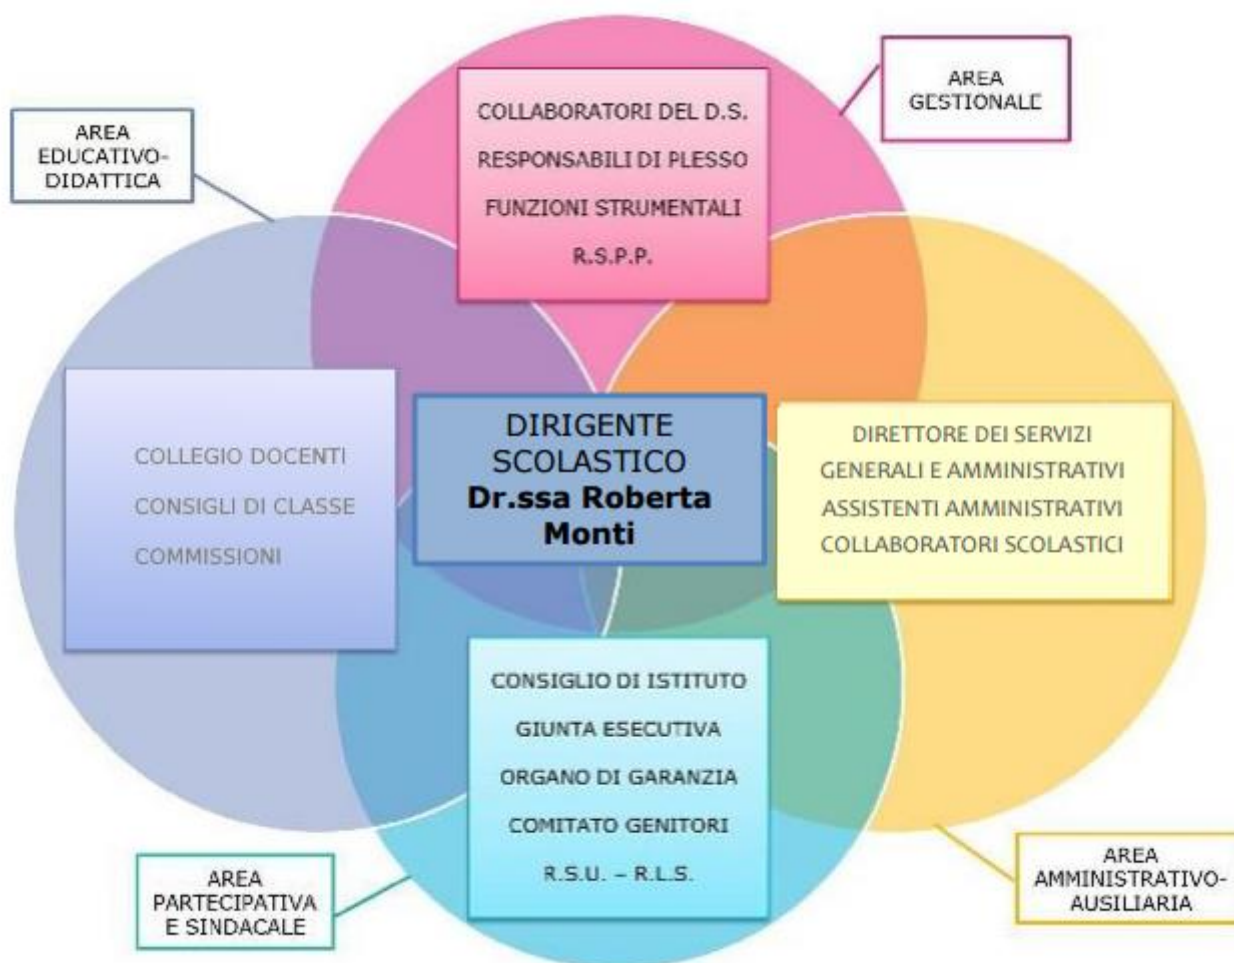 AREA
GESTIONALE
COLLABORATORI DEL D.S.
RESPONSABILI DI PLESSO
FUNZIONI STRUMENTALI
R.S.P.P.
AREA
EDUCATIVO-
DIDATTICA
COLLEGIO DOCENTI
CONSIGLI DI CLASSE
COMMISSIONI
DIRIGENTE
SCOLASTICO
Dr.ssa Roberta
Monti
DIRETTORE DEI SERVIZI
GENERALI E AMMINISTRATIVI
ASSISTENTI AMMINISTRATIVI
COLLABORATORI SCOLASTICI
CONSIGLIO DI ISTITUTO
GIUNTA ESECUTIVA
ORGANO DI GARANZIA
COMITATO GENITORI
R.S.U. – R.L.S.
AREA
PARTECIPATIVA
E SINDACALE
AREA
AMMINISTRATIVO-
AUSILIARIA